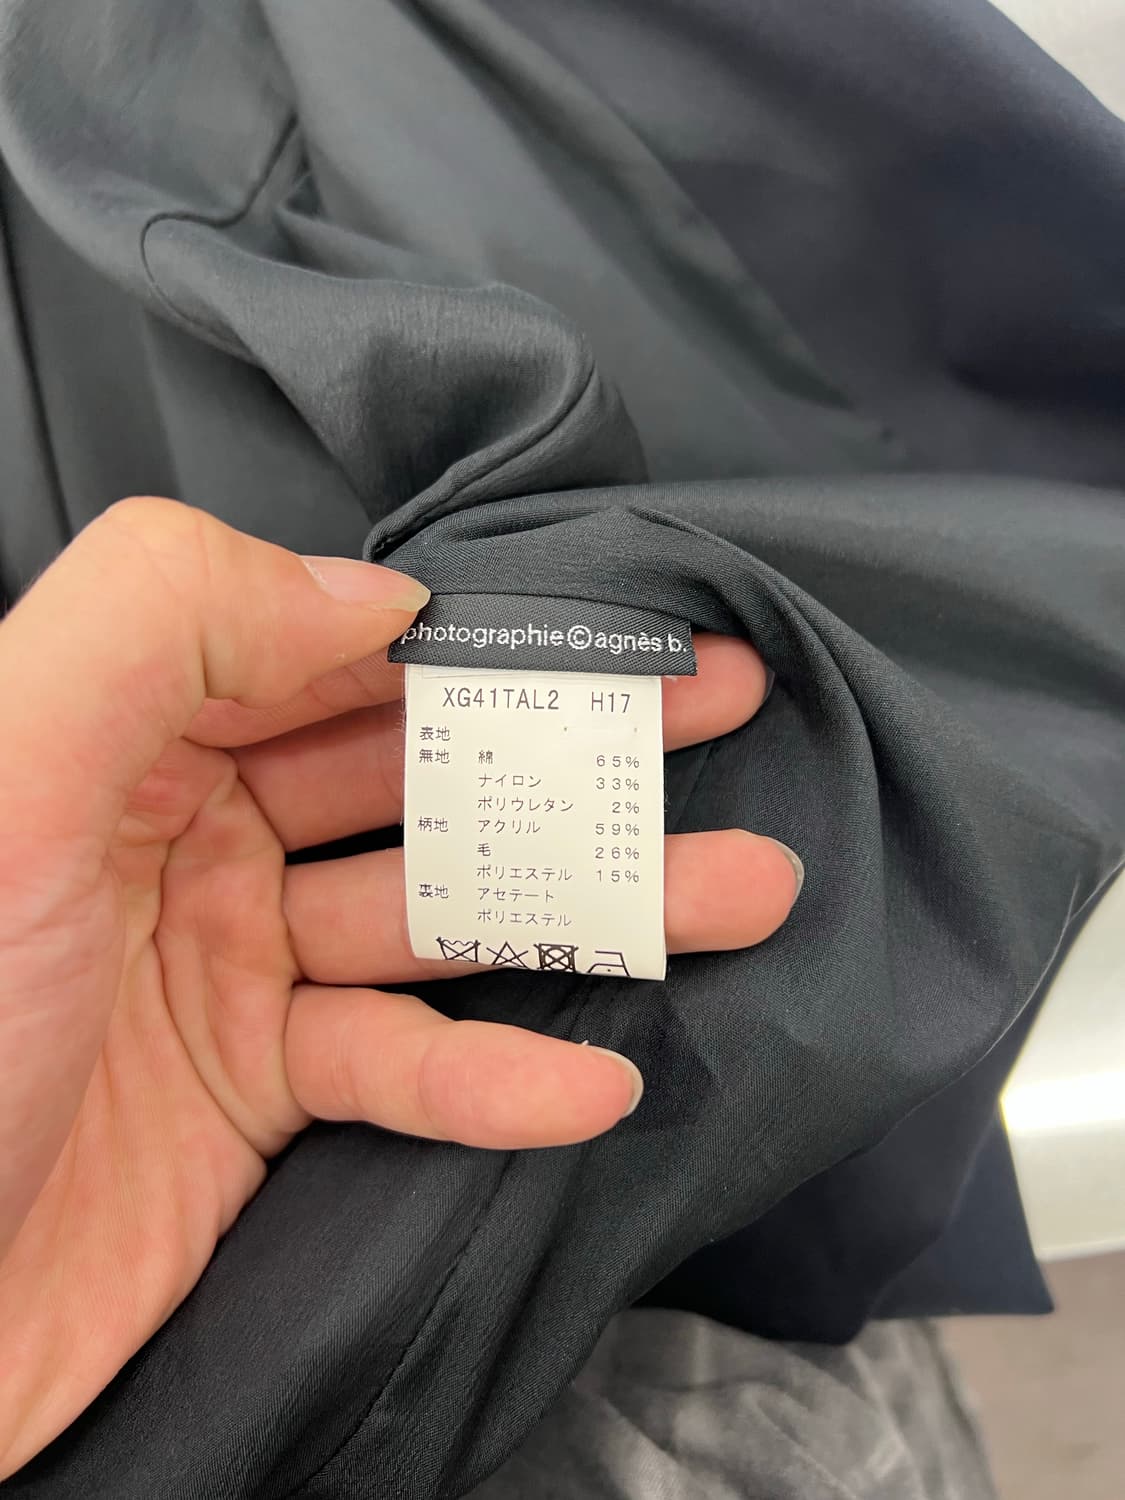 photographie©agnès b.
XG41TAL2 H17
表地
無地 綿 65%
ナイロン 33%
ポリウレタン 2%
柄地 アクリル 59%
毛 26%
ポリエステル 15%
裏地 アセテート
ポリエステル